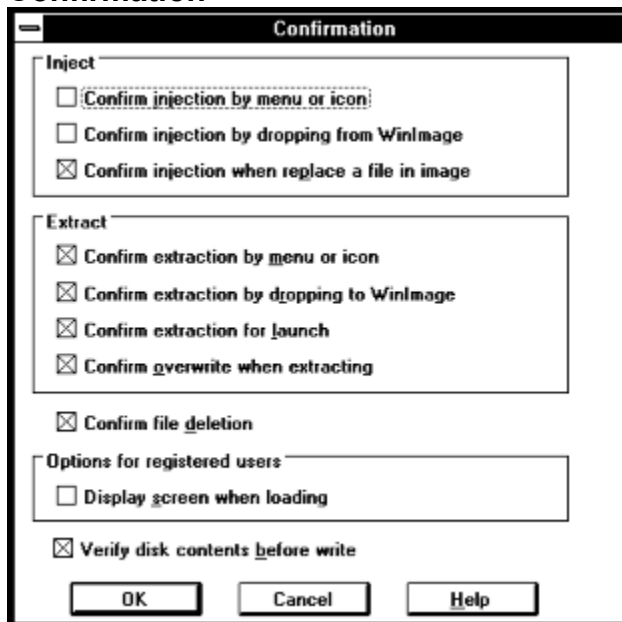 Confirmation
Confirmation
Inject
Confirm injection by menu or icon
Confirm injection by dropping from WinImage
Confirm injection when replace a file in image
Extract
Confirm extraction by menu or icon
Confirm extraction by dropping to WinImage
Confirm extraction for launch
Confirm overwrite when extracting
Confirm file deletion
Options for registered users
Display screen when loading
Verify disk contents before write
OK Cancel Help